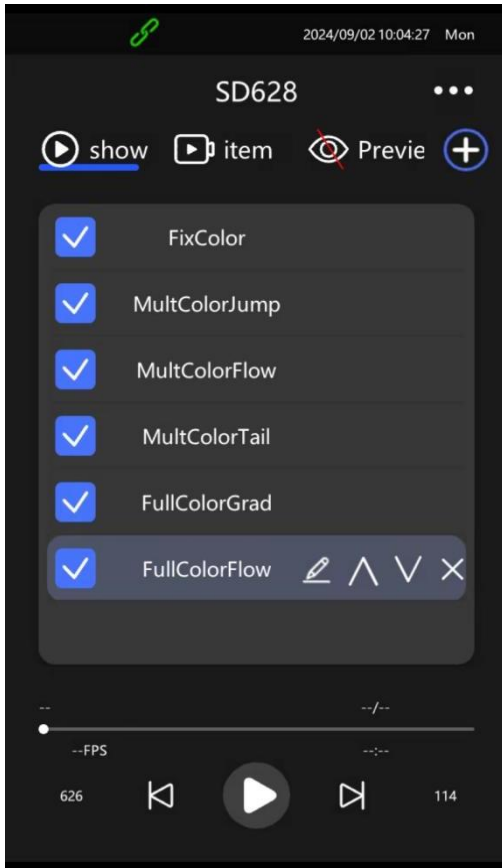 2024/09/02 10:04:27 Mon
SD628
show item Previe
FixColor
MultColorJump
MultColorFlow
MultColorTail
FullColorGrad
FullColorFlow
-- --/--
--FPS --:--
626 114